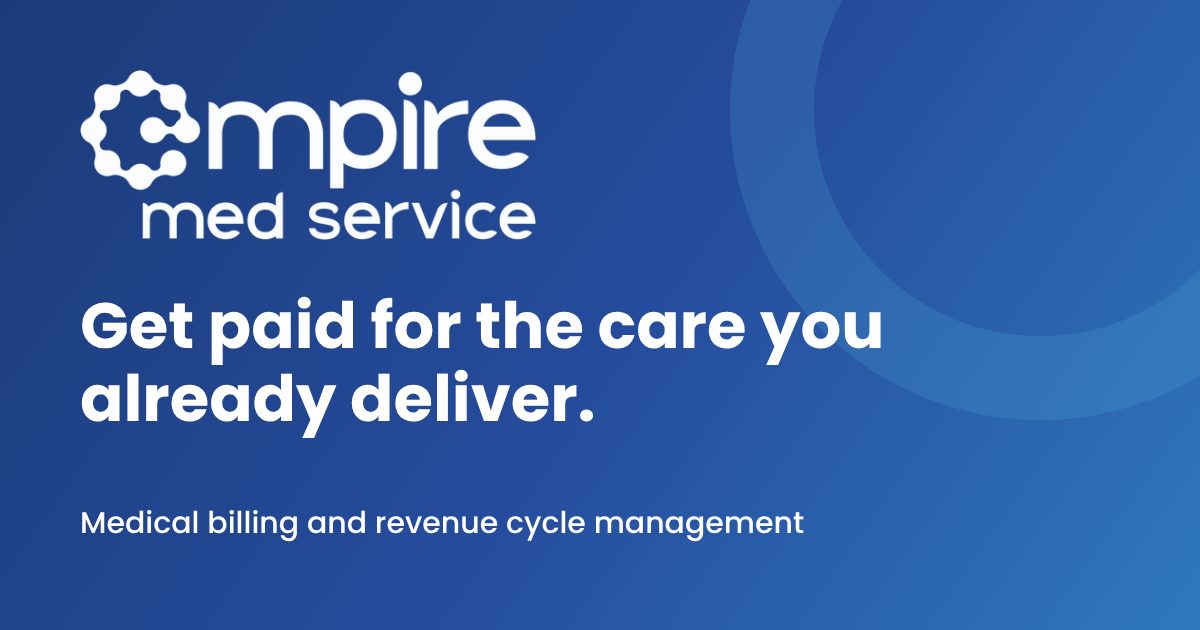 empire
med service
Get paid for the care you
already deliver.
Medical billing and revenue cycle management